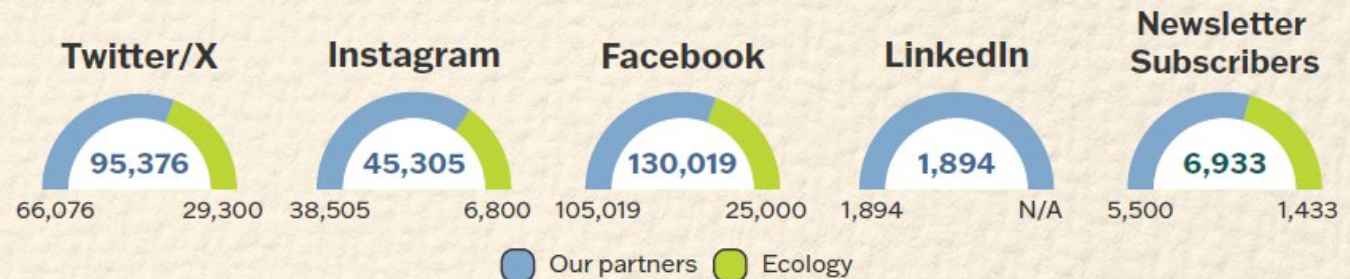 Twitter/X
95,376
66,076 29,300
Instagram
45,305
38,505 6,800
Facebook
130,019
105,019 25,000
LinkedIn
1,894
1,894 N/A
Newsletter
Subscribers
6,933
5,500 1,433
Our partners Ecology